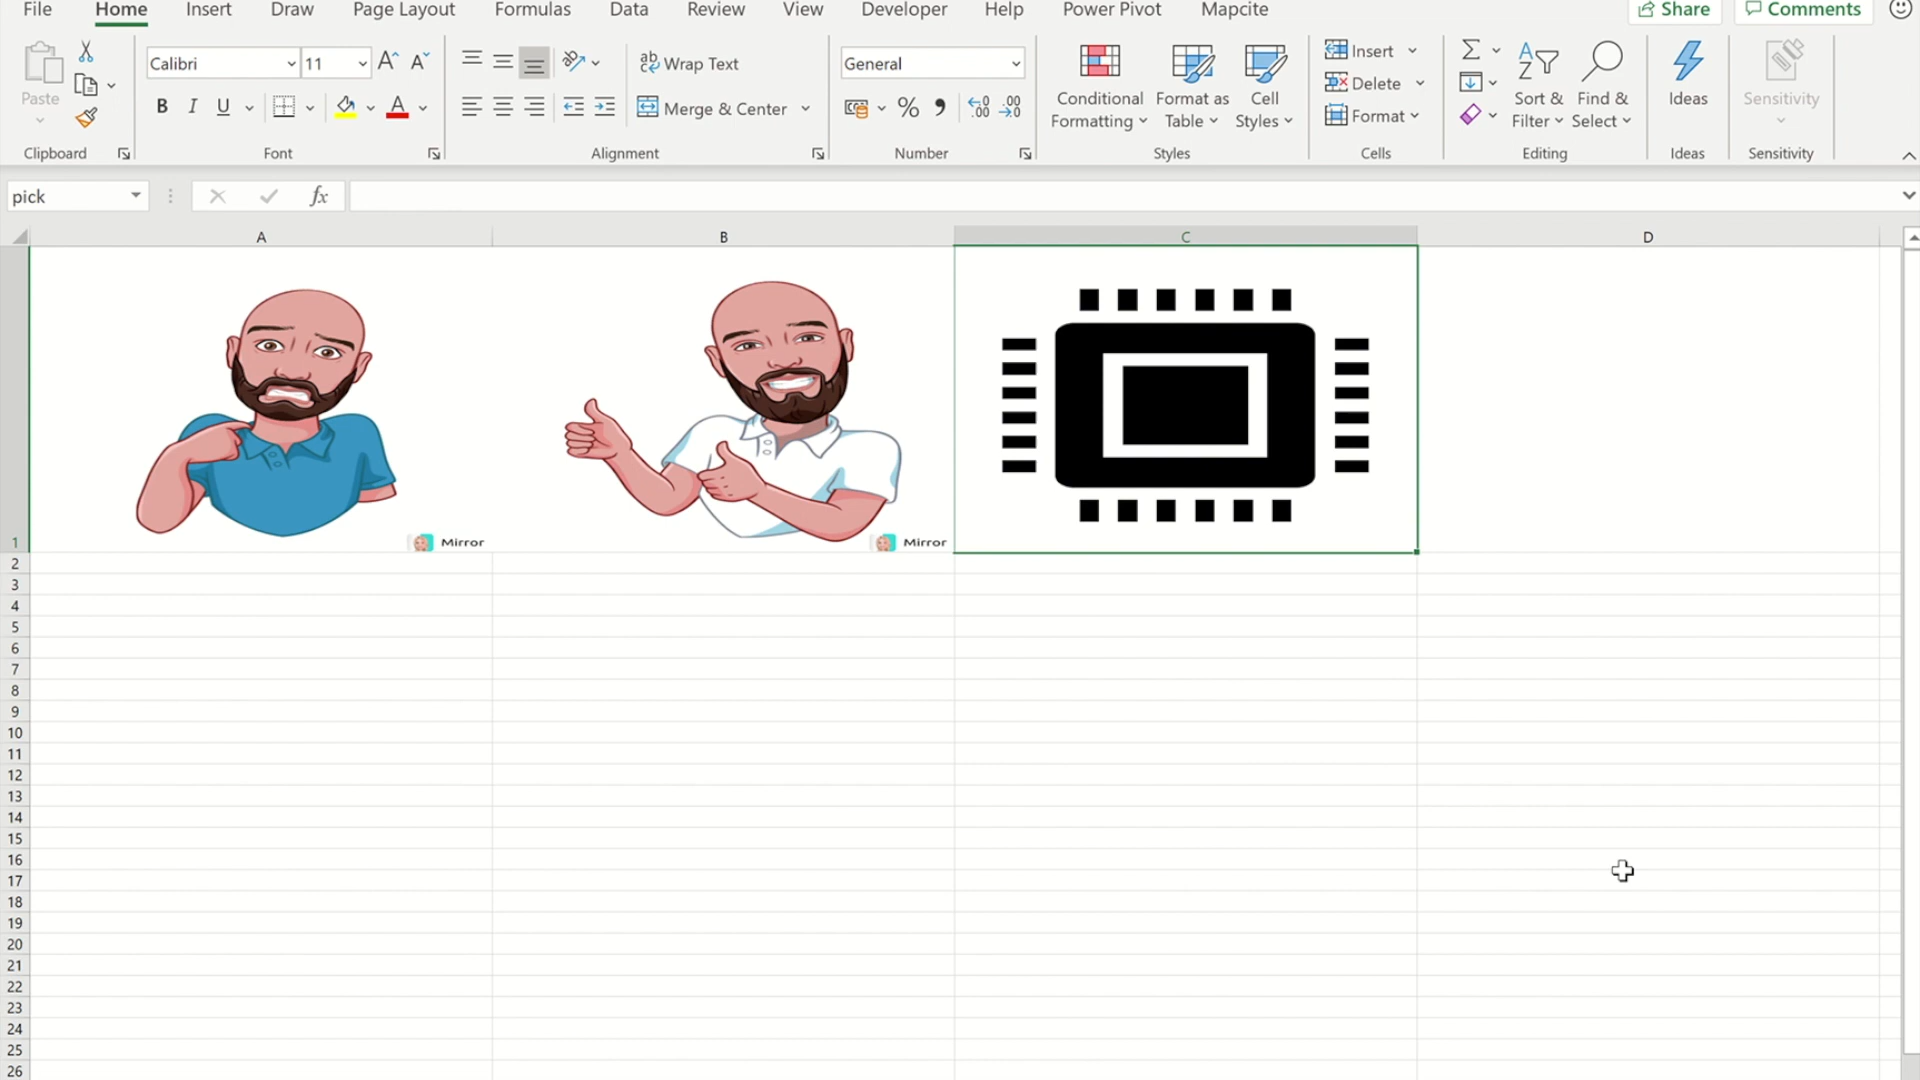 File Home Insert Draw Page Layout Formulas Data Review View Developer Help Power Pivot Mapcite Share Comments
Paste
Clipboard
Calibri 11
B I U A
Font
ab Wrap Text
Merge & Center
Alignment
General
% 9 .00 .00
Number
Conditional Formatting
Format as Table
Cell Styles
Styles
Insert
Delete
Format
Cells
Sort & Filter
Find & Select
Editing
Ideas
Ideas
Sensitivity
Sensitivity
pick fx
A B C D
Mirror Mirror
1
2
3
4
5
6
7
8
9
10
11
12
13
14
15
16
17
18
19
20
21
22
23
24
25
26